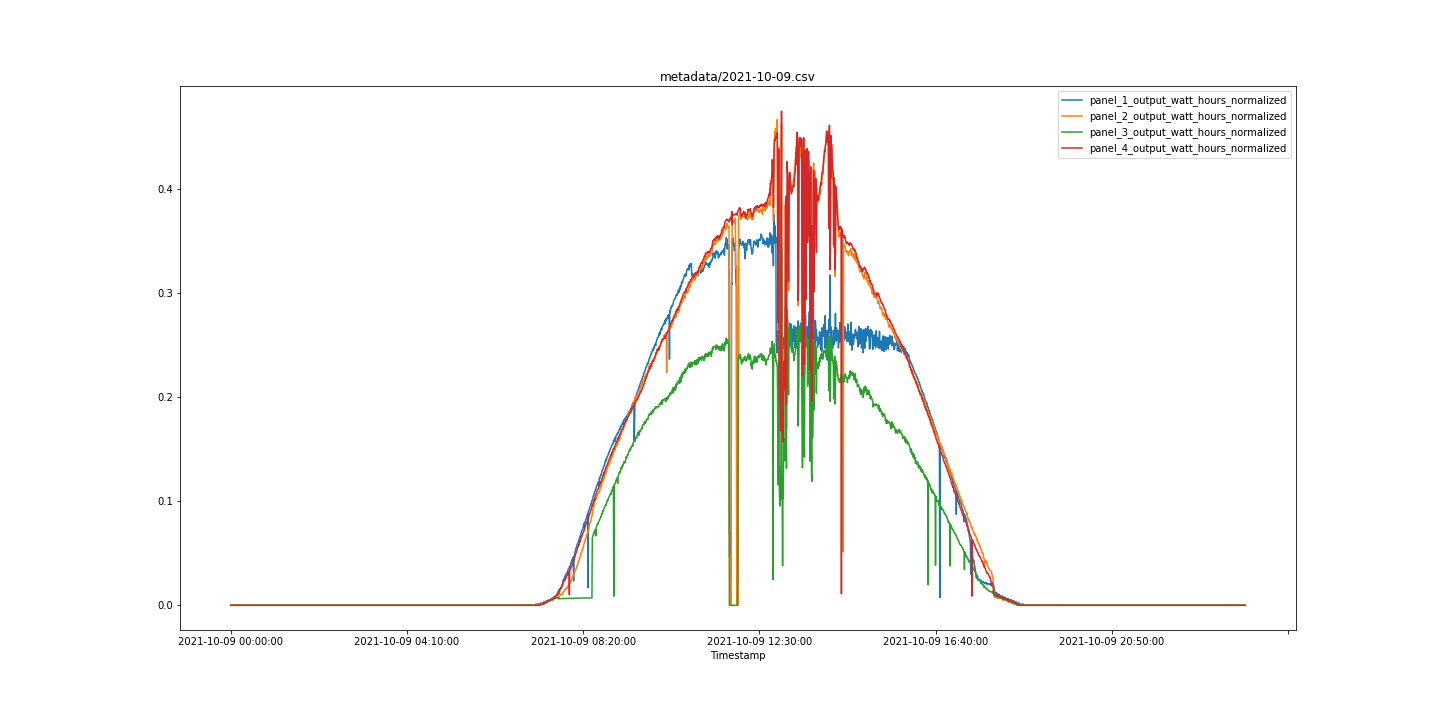 metadata/2021-10-09.csv
panel_1_output_watt_hours_normalized
panel_2_output_watt_hours_normalized
panel_3_output_watt_hours_normalized
panel_4_output_watt_hours_normalized
0.4
0.3
0.2
0.1
0.0
2021-10-09 00:00:00 2021-10-09 04:10:00 2021-10-09 08:20:00 2021-10-09 12:30:00 2021-10-09 16:40:00 2021-10-09 20:50:00
Timestamp